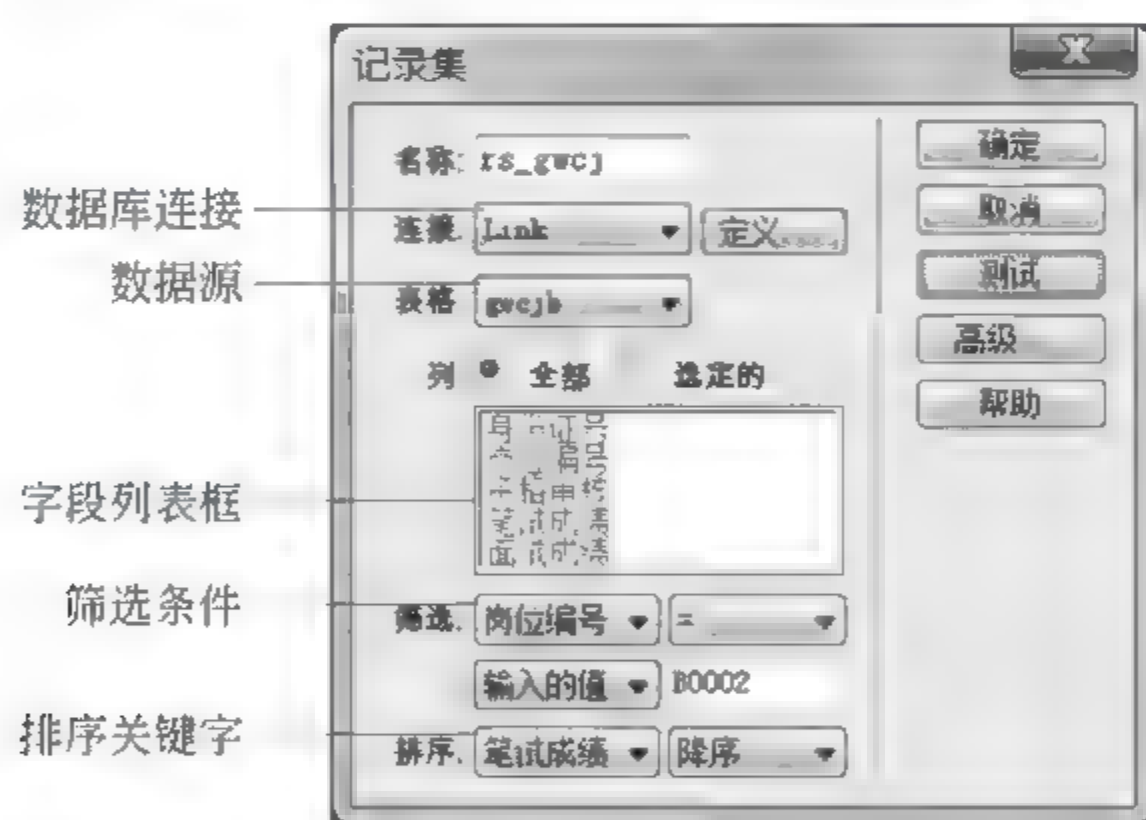 记录集
名称: rs_gwcj
确定
取消
数据库连接
连接: Link
定义...
测试
数据源
表格 gwcjb
高级
列 全部 选定的
帮助
字段列表框
筛选条件
筛选: 岗位编号 =
输入的值 B0002
排序关键字
排序: 笔试成绩 降序